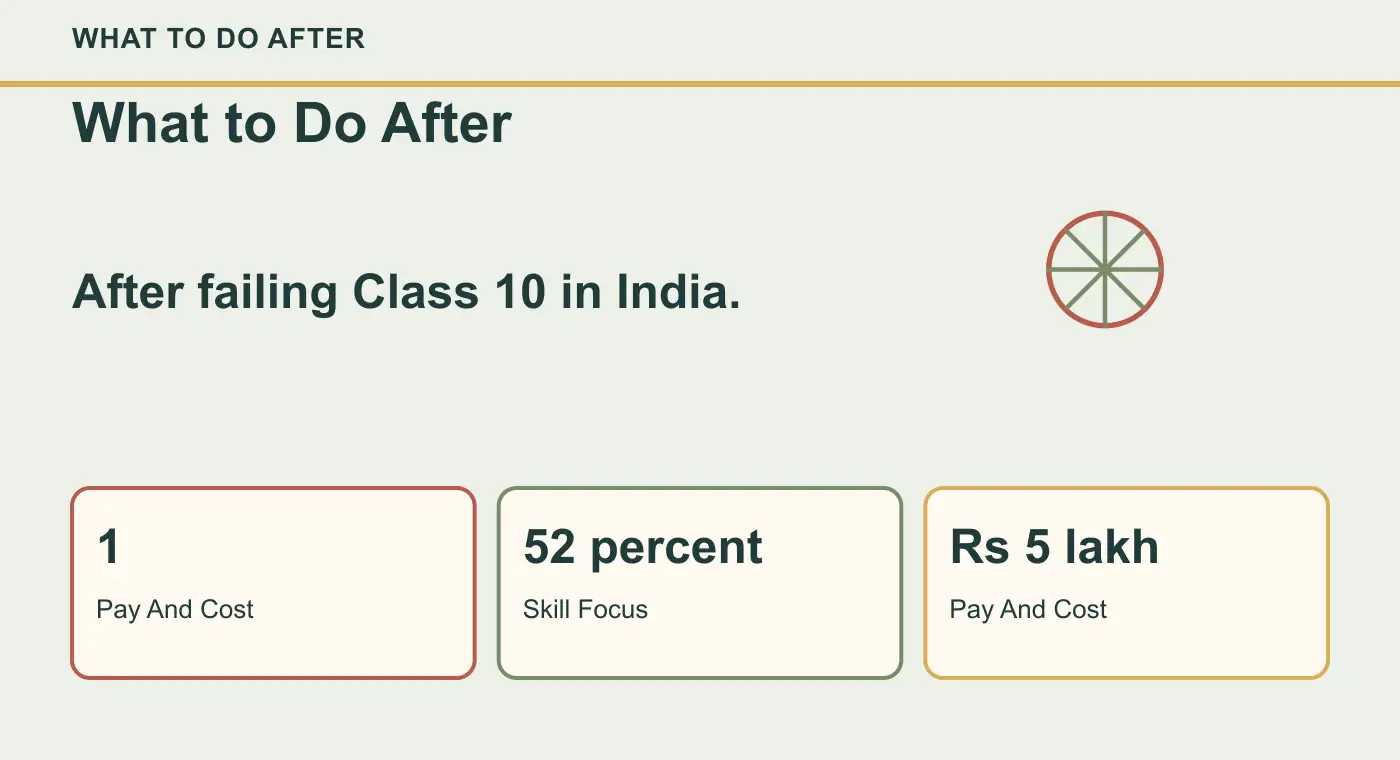 WHAT TO DO AFTER
What to Do After
After failing Class 10 in India.
1
Pay And Cost
52 percent
Skill Focus
Rs 5 lakh
Pay And Cost